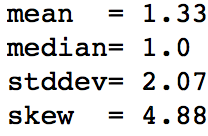 mean  = 1.33
median= 1.0
stddev= 2.07
skew  = 4.88